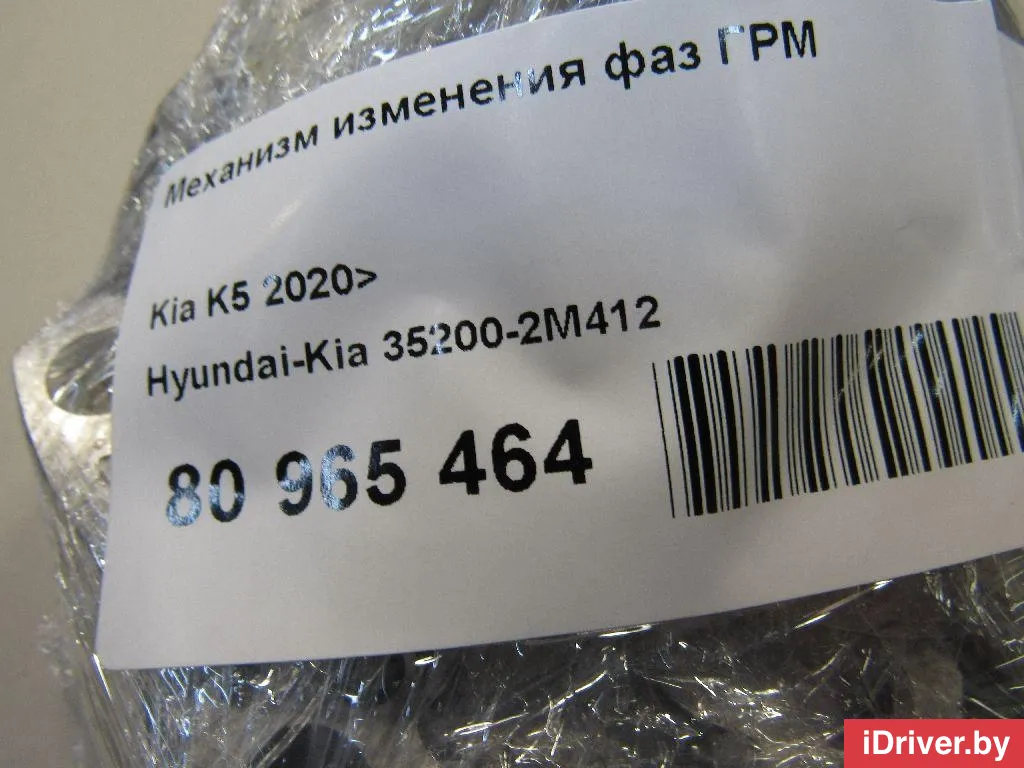 Механизм изменения фаз ГРМ
Kia K5 2020>
Hyundai-Kia 35200-2M412
80 965 464
iDriver.by